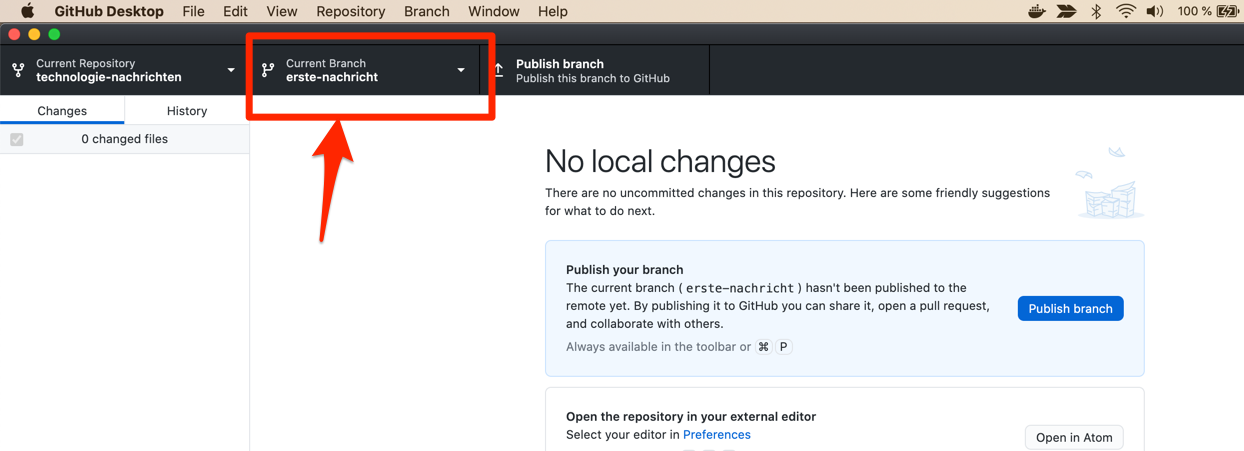 GitHub Desktop File Edit View Repository Branch Window Help 100 %
Current Repository
technologie-nachrichten
Current Branch
erste-nachricht
Publish branch
Publish this branch to GitHub
Changes History
0 changed files
No local changes
There are no uncommitted changes in this repository. Here are some friendly suggestions
for what to do next.
Publish your branch
The current branch ( erste-nachricht ) hasn't been published to the
remote yet. By publishing it to GitHub you can share it, open a pull request,
and collaborate with others.
Always available in the toolbar or ⌘ P
Publish branch
Open the repository in your external editor
Select your editor in Preferences
Open in Atom